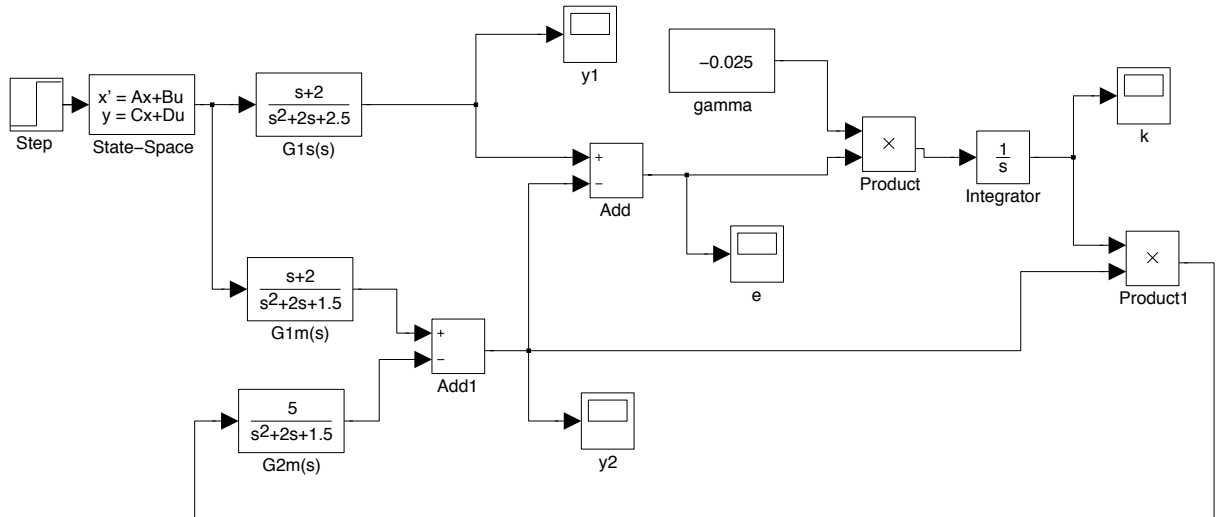 Step
x' = Ax+Bu
y = Cx+Du
State−Space
s+2
s²+2s+2.5
G1s(s)
y1
−0.025
gamma
+
−
Add
×
Product
1
s
Integrator
k
e
×
Product1
s+2
s²+2s+1.5
G1m(s)
+
−
Add1
5
s²+2s+1.5
G2m(s)
y2